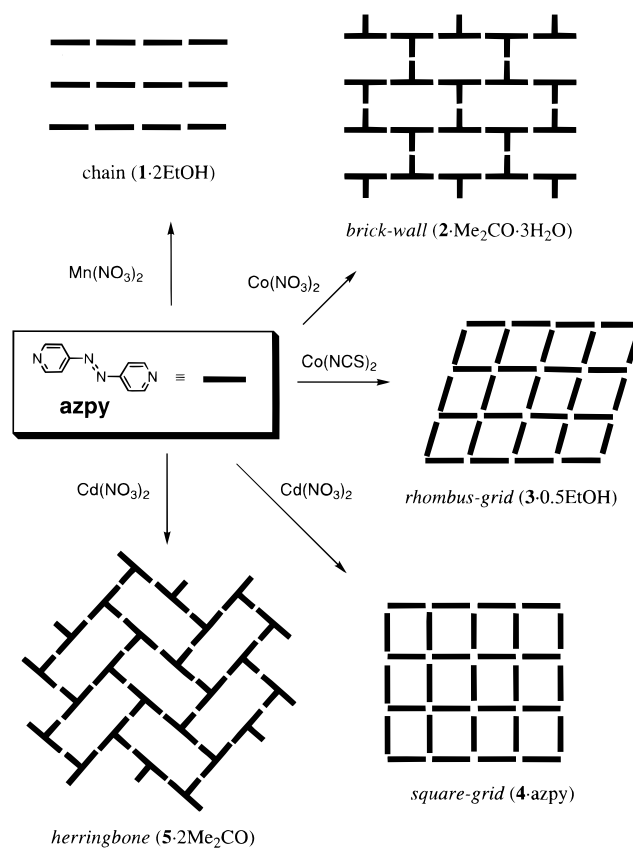 chain (1·2EtOH)
brick-wall (2·Me₂CO·3H₂O)
Mn(NO₃)₂
Co(NO₃)₂
Co(NCS)₂
N
N
N
N
≡
azpy
rhombus-grid (3·0.5EtOH)
Cd(NO₃)₂
Cd(NO₃)₂
square-grid (4·azpy)
herringbone (5·2Me₂CO)